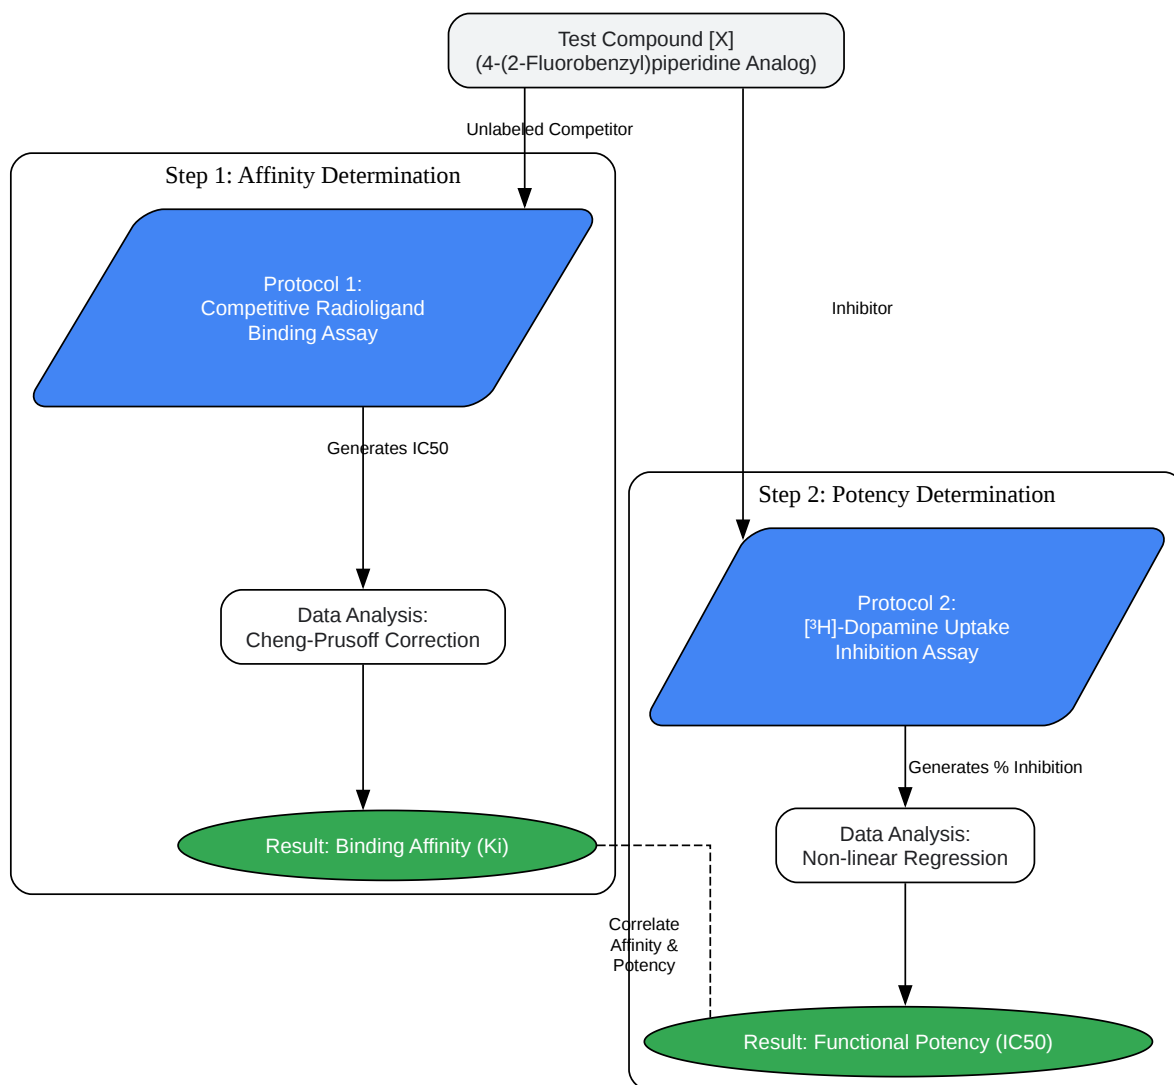 Test Compound [X]
(4-(2-Fluorobenzyl)piperidine Analog)
Unlabeled Competitor
Step 1: Affinity Determination
Protocol 1:
Competitive Radioligand
Binding Assay
Inhibitor
Generates IC50
Step 2: Potency Determination
Data Analysis:
Cheng-Prusoff Correction
Protocol 2:
[³H]-Dopamine Uptake
Inhibition Assay
Generates % Inhibition
Result: Binding Affinity (Ki)
Data Analysis:
Non-linear Regression
Correlate
Affinity &
Potency
Result: Functional Potency (IC50)